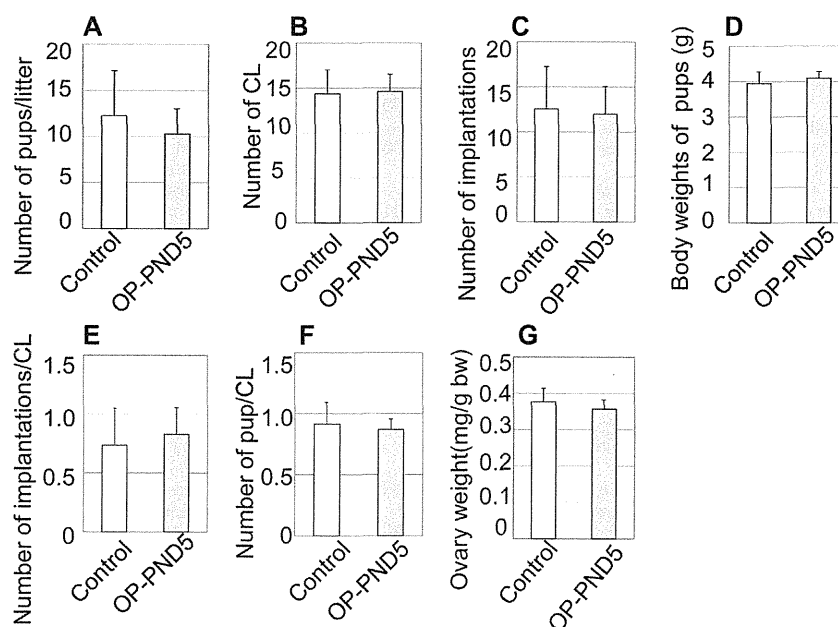 A
Number of pups/litter
20
15
10
5
0
Control
OP-PND5
B
Number of CL
20
15
10
5
0
Control
OP-PND5
C
Number of implantations
20
15
10
5
0
Control
OP-PND5
D
Body weights of pups (g)
5
4
3
2
1
0
Control
OP-PND5
E
Number of implantations/CL
1.5
1.0
0.5
0
Control
OP-PND5
F
Number of pup/CL
1.5
1.0
0.5
0
Control
OP-PND5
G
Ovary weight(mg/g bw)
0.5
0.4
0.3
0.2
0.1
0
Control
OP-PND5